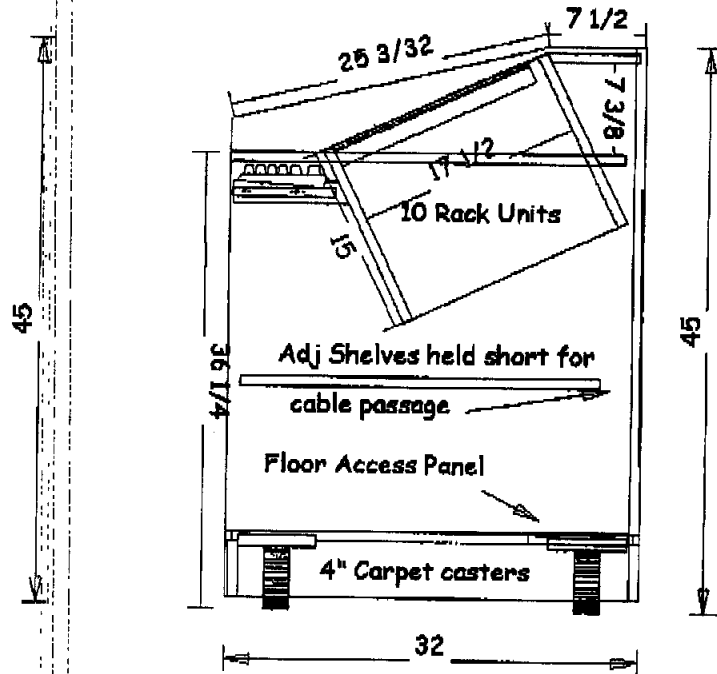 7 1/2
25 3/32
7 3/8
17 1/2
10 Rack Units
15
45
36 1/4
45
Adj Shelves held short for
cable passage
Floor Access Panel
4" Carpet casters
32